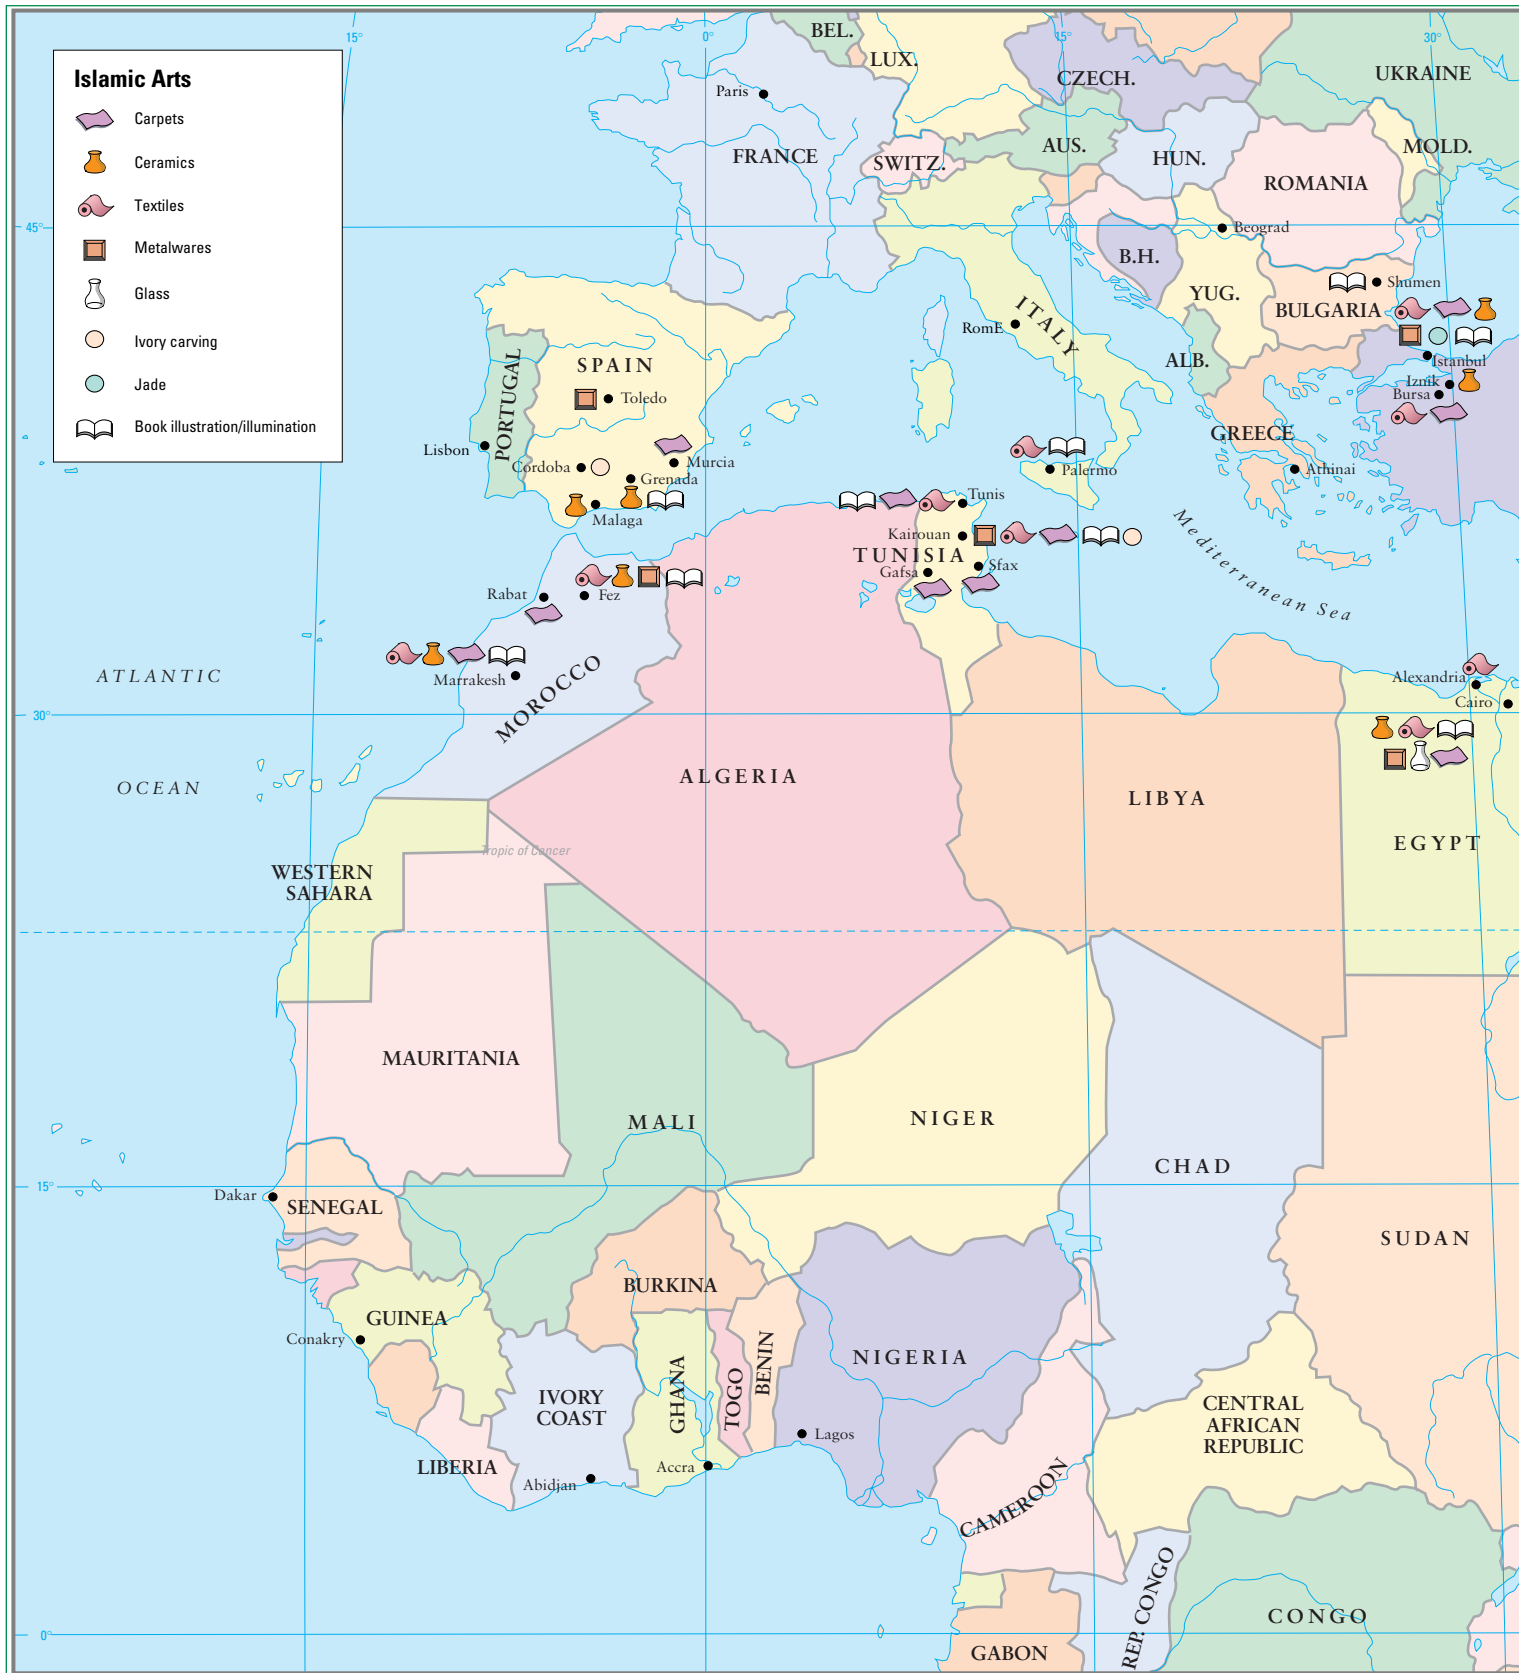 15°
0°
15°
30°
Islamic Arts
Carpets
Ceramics
Textiles
Metalwares
Glass
Ivory carving
Jade
Book illustration/illumination
BEL.
LUX.
CZECH.
UKRAINE
Paris
FRANCE
SWITZ.
AUS.
HUN.
MOLD.
ROMANIA
45°
Beograd
B.H.
YUG.
Shumen
BULGARIA
ITALY
RomE
ALB.
Istanbul
Iznik
Bursa
PORTUGAL
SPAIN
Toledo
Lisbon
Cordoba
Murcia
Grenada
Malaga
GREECE
Athinai
Palermo
Tunis
Kairouan
TUNISIA
Gafsa
Sfax
Mediterranean Sea
Rabat
Fez
Marrakesh
MOROCCO
ATLANTIC
OCEAN
Alexandria
Cairo
30°
ALGERIA
LIBYA
EGYPT
Tropic of Cancer
WESTERN
SAHARA
MAURITANIA
MALI
NIGER
CHAD
SUDAN
15°
Dakar
SENEGAL
BURKINA
GUINEA
Conakry
NIGERIA
BENIN
TOGO
GHANA
IVORY
COAST
CENTRAL
AFRICAN
REPUBLIC
Lagos
LIBERIA
Accra
Abidjan
CAMEROON
REP. CONGO
CONGO
0°
GABON